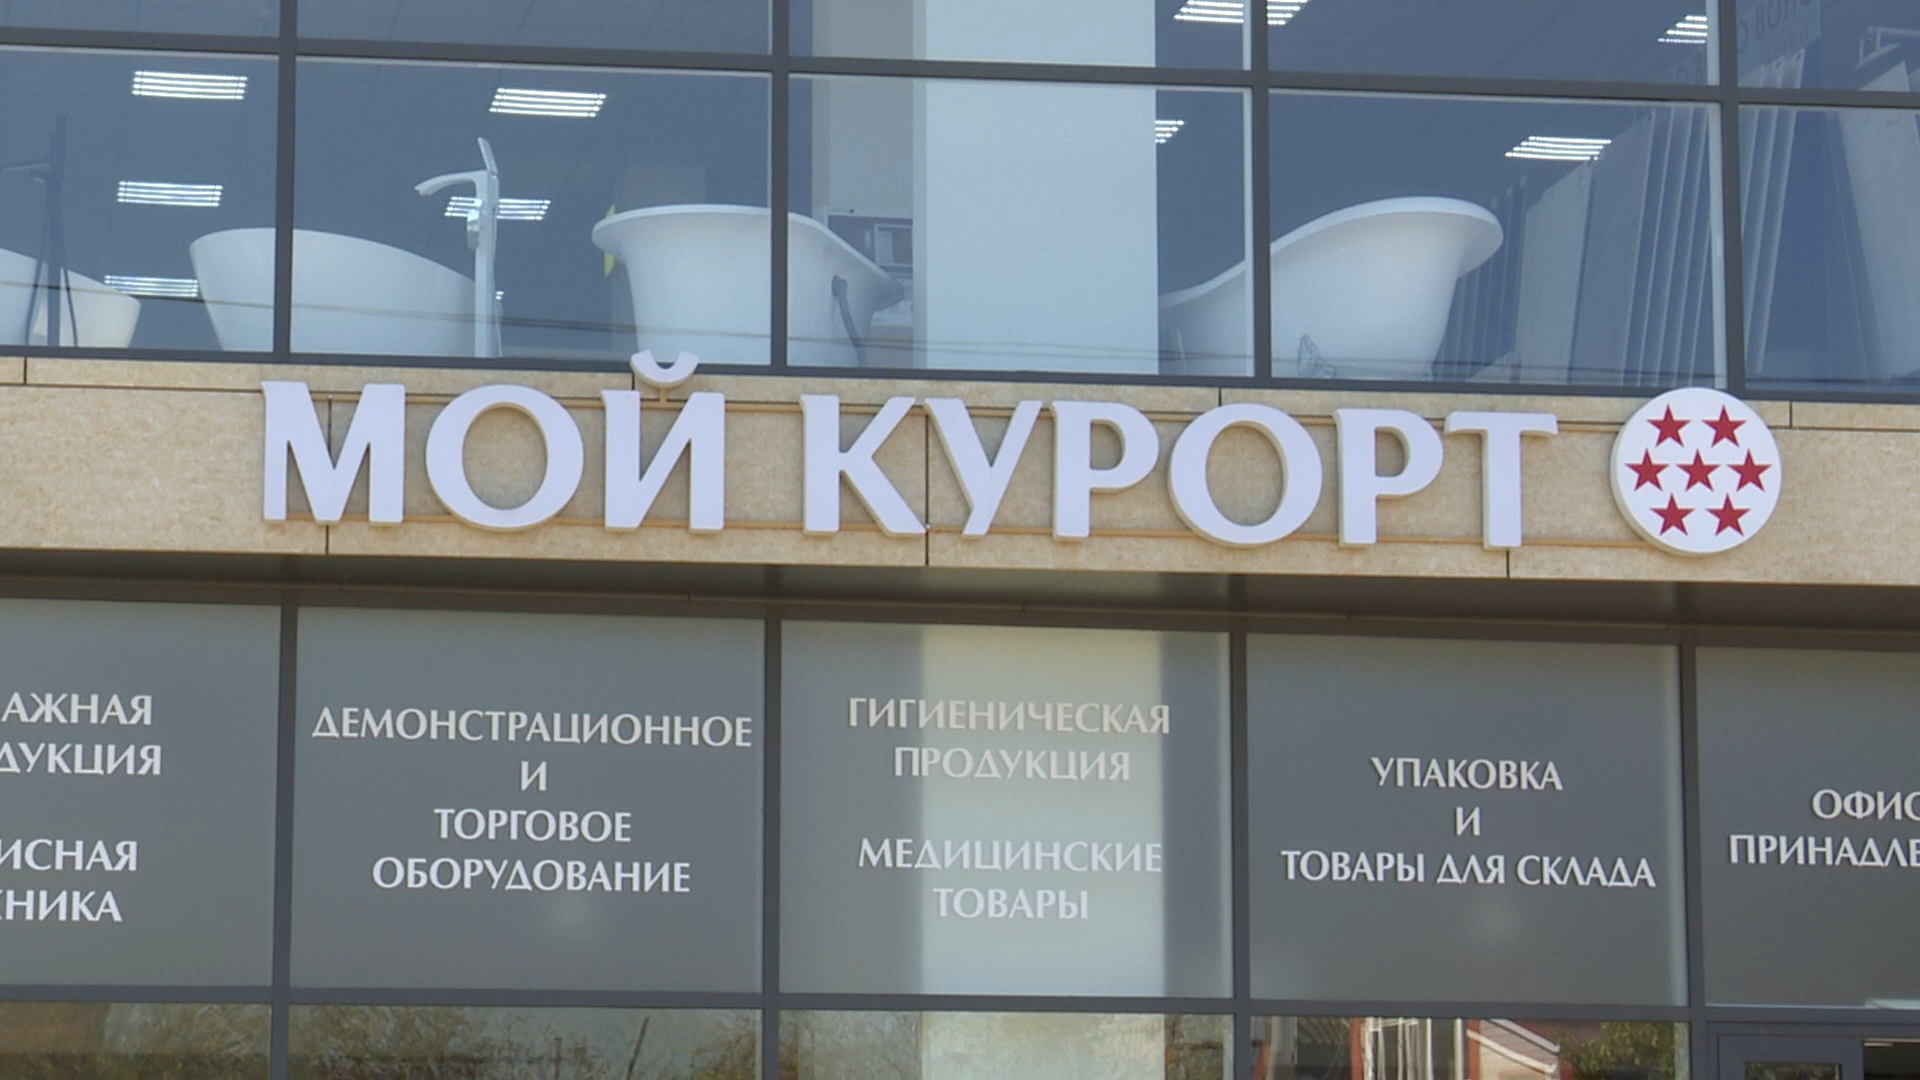 МОЙ КУРОРТ
ДЕМОНСТРАЦИОННОЕ
И
ТОРГОВОЕ
ОБОРУДОВАНИЕ
ГИГИЕНИЧЕСКАЯ
ПРОДУКЦИЯ
МЕДИЦИНСКИЕ
ТОВАРЫ
УПАКОВКА
И
ТОВАРЫ ДЛЯ СКЛАДА